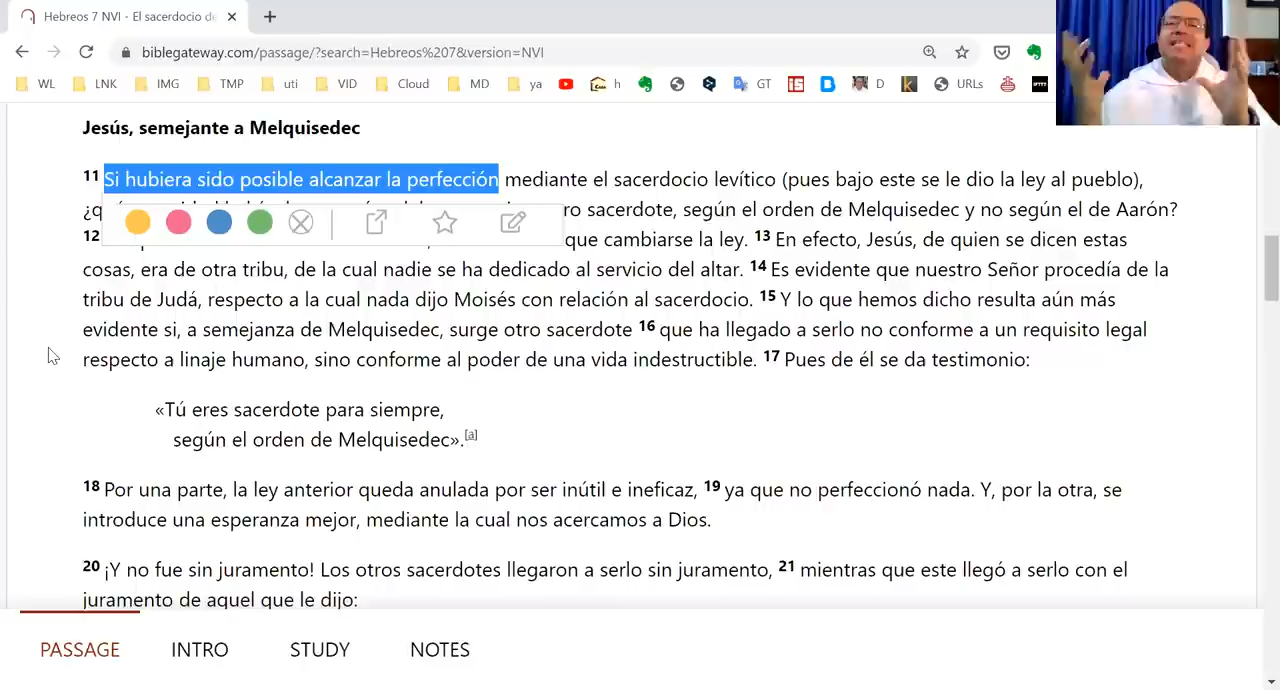 Hebreos 7 NVI - El sacerdocio de
biblegateway.com/passage/?search=Hebreos%207&version=NVI
WL LNK IMG TMP uti VID Cloud MD ya h GT D k URLs
Jesús, semejante a Melquisedec
11 Si hubiera sido posible alcanzar la perfección mediante el sacerdocio levítico (pues bajo este se le dio la ley al pueblo),
ro sacerdote, según el orden de Melquisedec y no según el de Aarón?
12 que cambiarse la ley. 13 En efecto, Jesús, de quien se dicen estas
cosas, era de otra tribu, de la cual nadie se ha dedicado al servicio del altar. 14 Es evidente que nuestro Señor procedía de la
tribu de Judá, respecto a la cual nada dijo Moisés con relación al sacerdocio. 15 Y lo que hemos dicho resulta aún más
evidente si, a semejanza de Melquisedec, surge otro sacerdote 16 que ha llegado a serlo no conforme a un requisito legal
respecto a linaje humano, sino conforme al poder de una vida indestructible. 17 Pues de él se da testimonio:
«Tú eres sacerdote para siempre,
según el orden de Melquisedec».[a]
18 Por una parte, la ley anterior queda anulada por ser inútil e ineficaz, 19 ya que no perfeccionó nada. Y, por la otra, se
introduce una esperanza mejor, mediante la cual nos acercamos a Dios.
20 ¡Y no fue sin juramento! Los otros sacerdotes llegaron a serlo sin juramento, 21 mientras que este llegó a serlo con el
juramento de aquel que le dijo:
PASSAGE INTRO STUDY NOTES